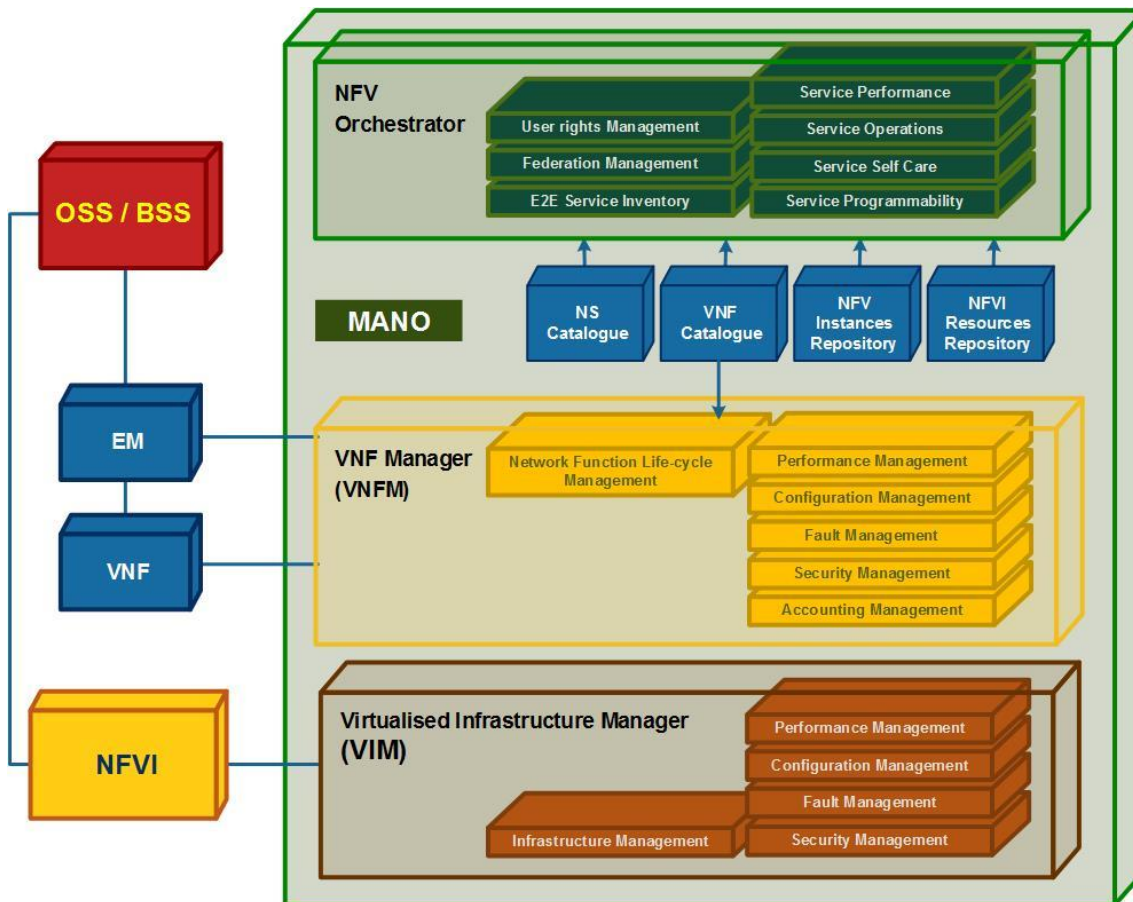 NFV
Orchestrator
User rights Management
Federation Management
E2E Service Inventory
Service Performance
Service Operations
Service Self Care
Service Programmability
OSS / BSS
MANO
NS
Catalogue
VNF
Catalogue
NFV
Instances
Repository
NFVI
Resources
Repository
EM
VNF
VNF Manager
(VNFM)
Network Function Life-cycle
Management
Performance Management
Configuration Management
Fault Management
Security Management
Accounting Management
NFVI
Virtualised Infrastructure Manager
(VIM)
Infrastructure Management
Performance Management
Configuration Management
Fault Management
Security Management